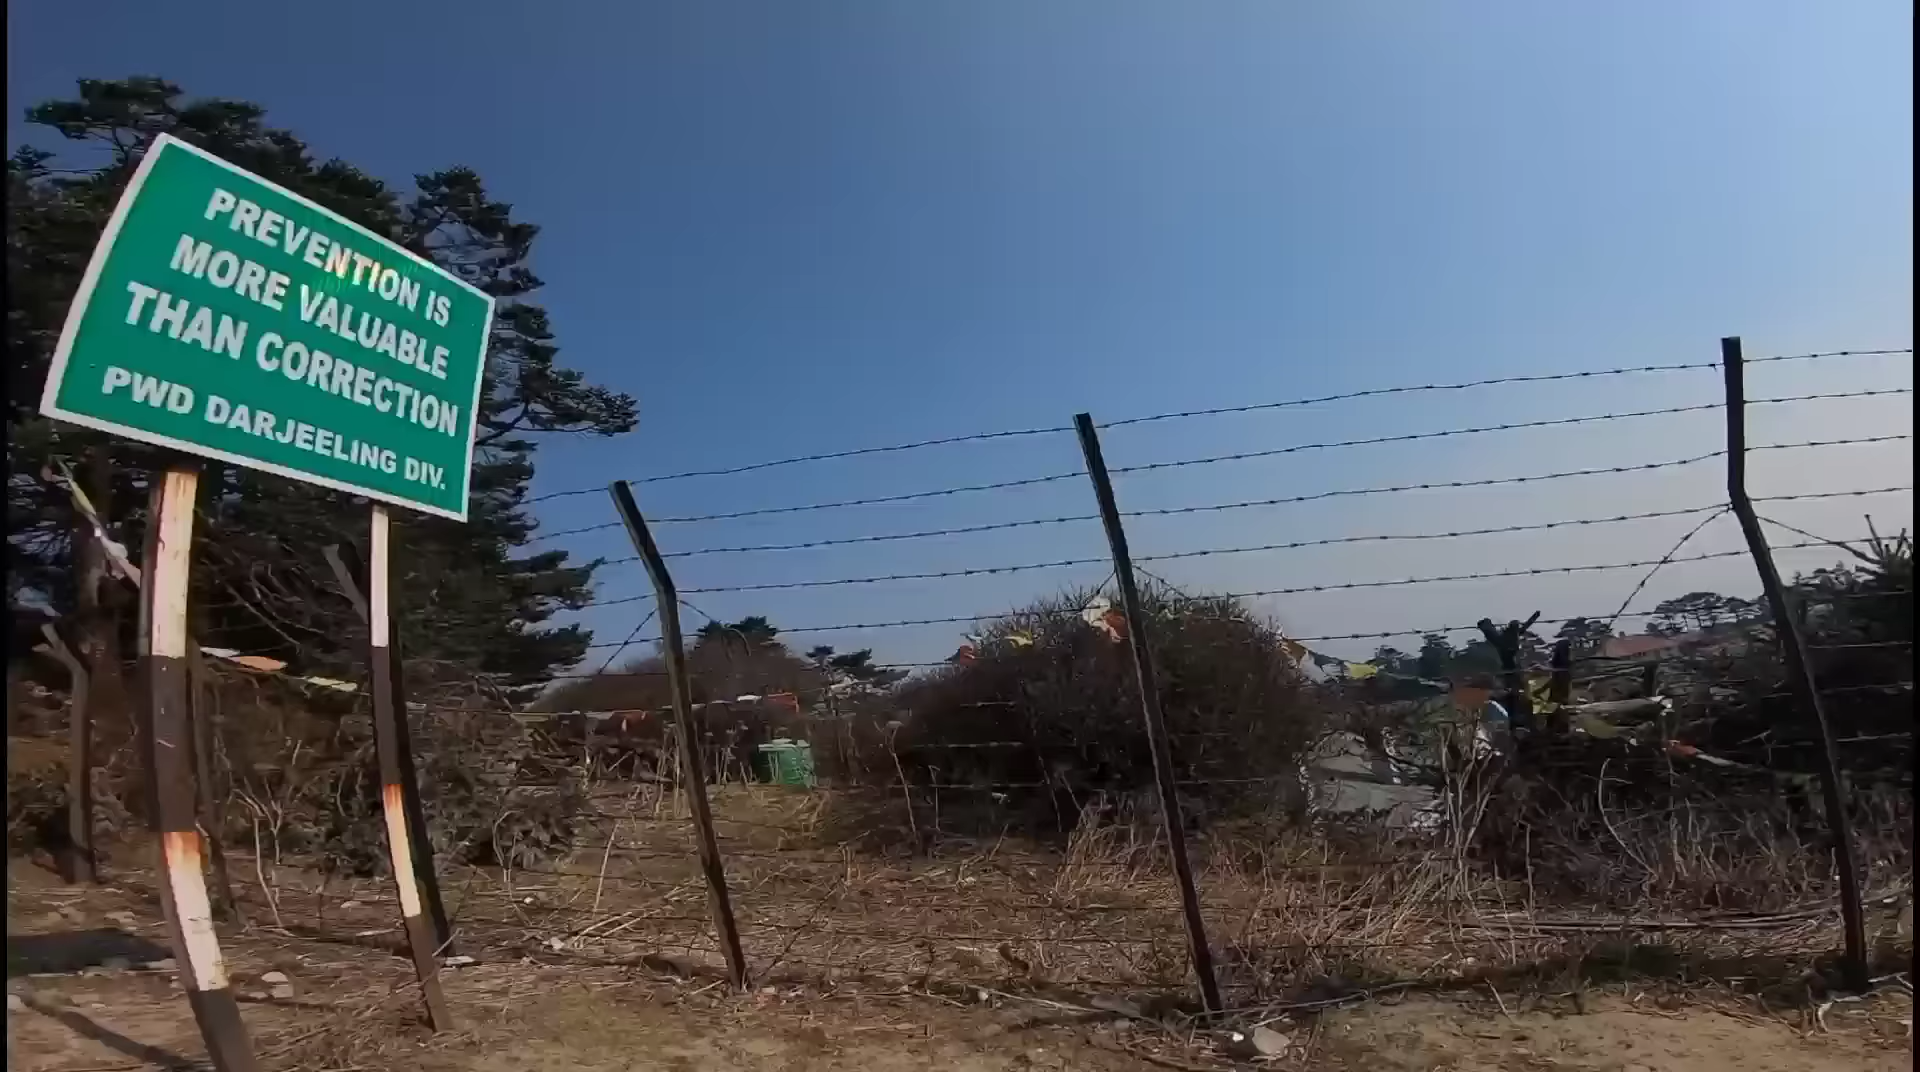 PREVENTION IS
MORE VALUABLE
THAN CORRECTION
PWD DARJEELING DIV.